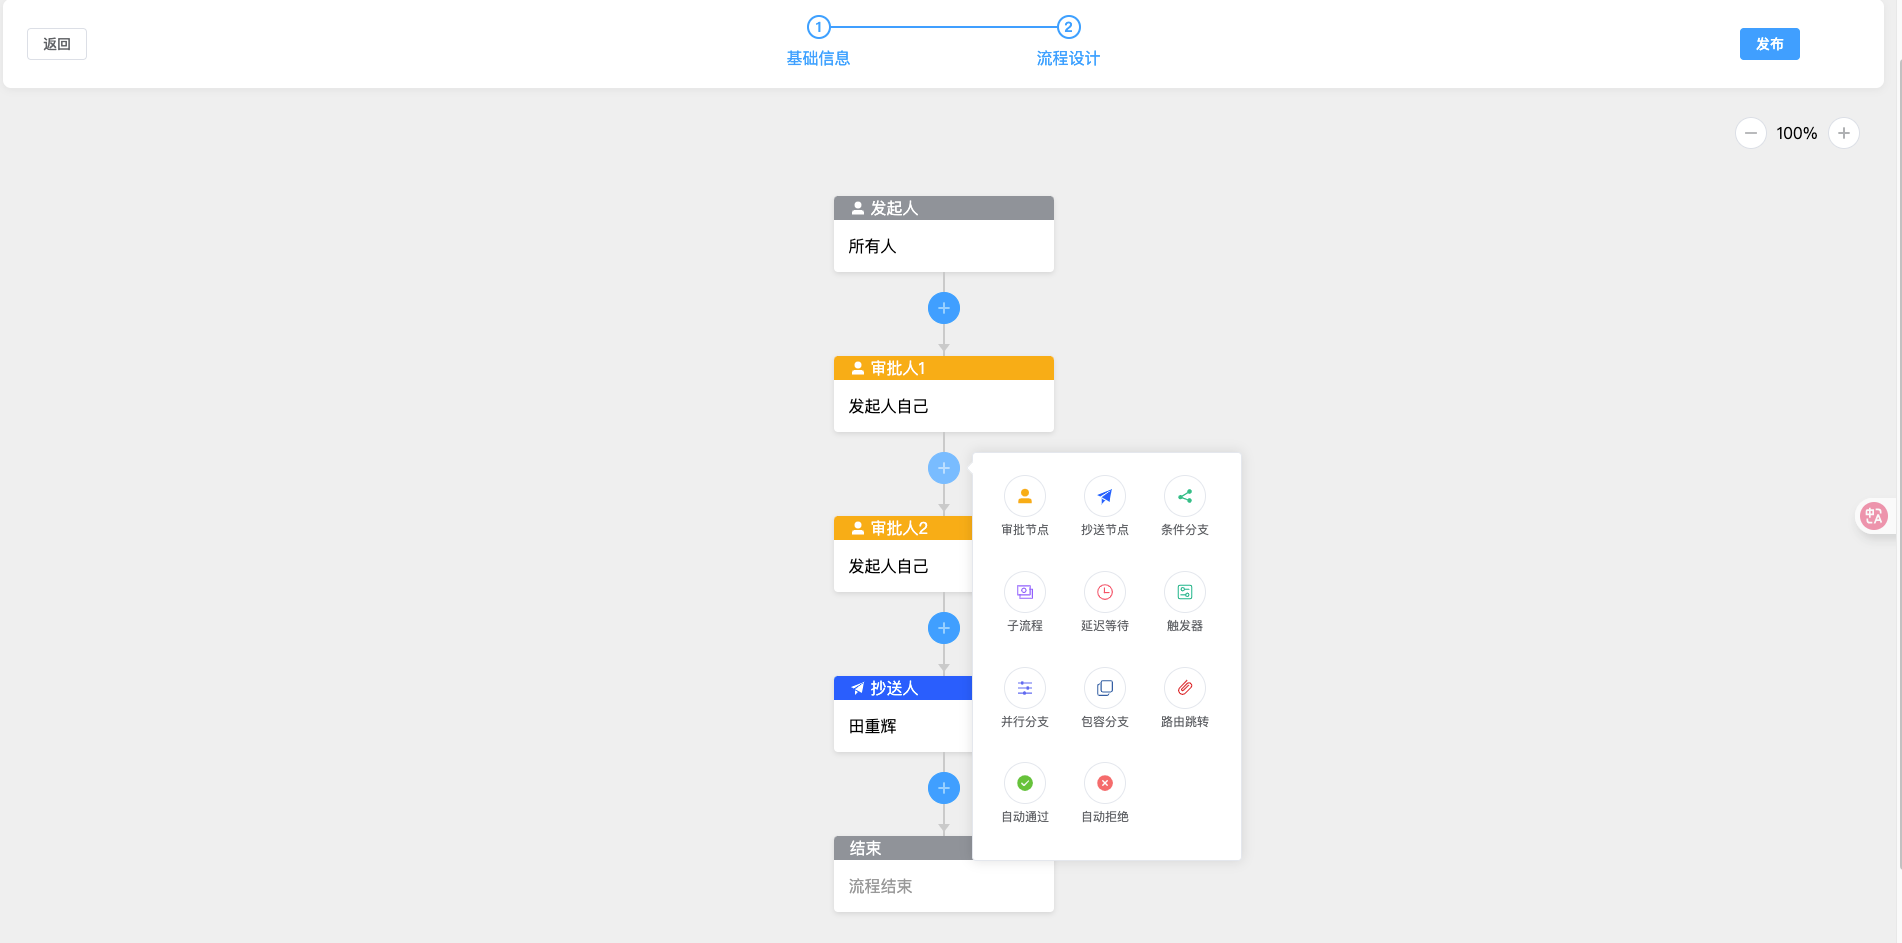 返回
1
基础信息
2
流程设计
发布
100%
发起人
所有人
审批人1
发起人自己
审批人2
发起人自己
抄送人
田重辉
结束
流程结束
审批节点
抄送节点
条件分支
子流程
延迟等待
触发器
并行分支
包容分支
路由跳转
自动通过
自动拒绝
中A